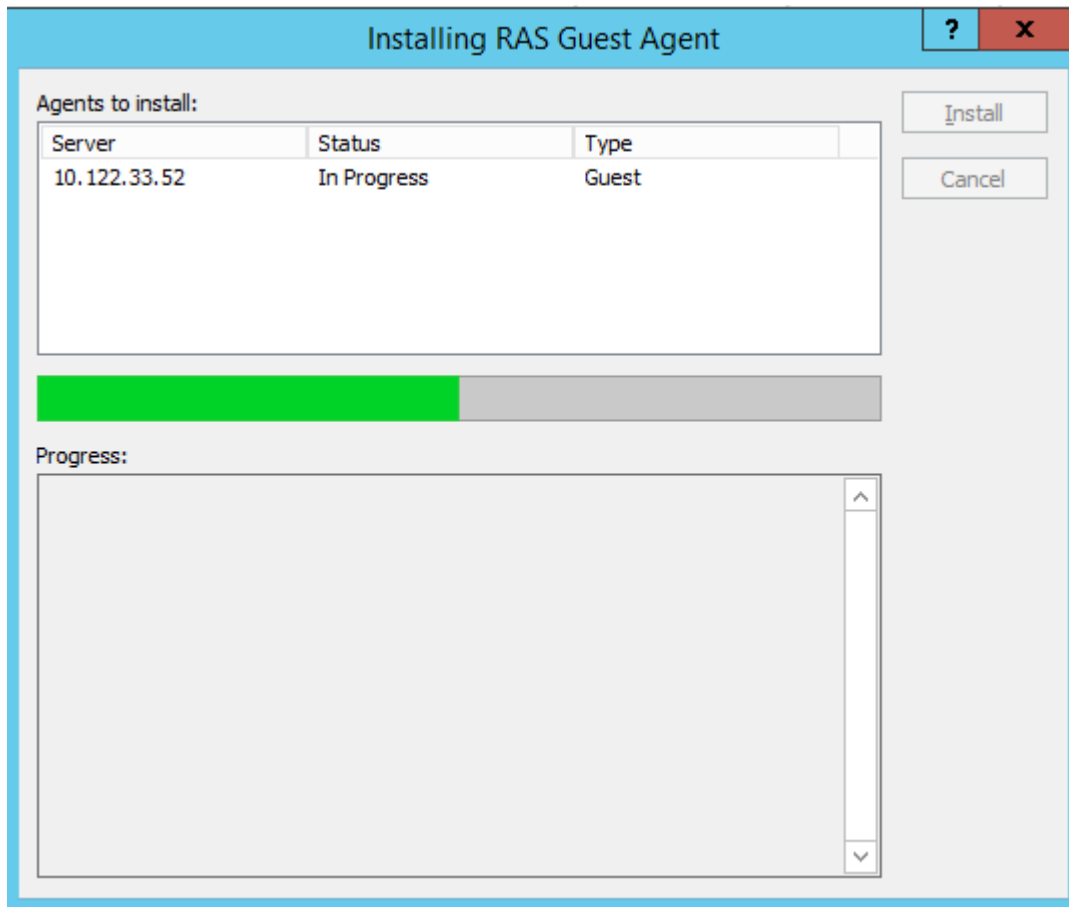 Installing RAS Guest Agent ? x
Agents to install:
Install
Server Status Type
10.122.33.52 In Progress Guest
Cancel
Progress: